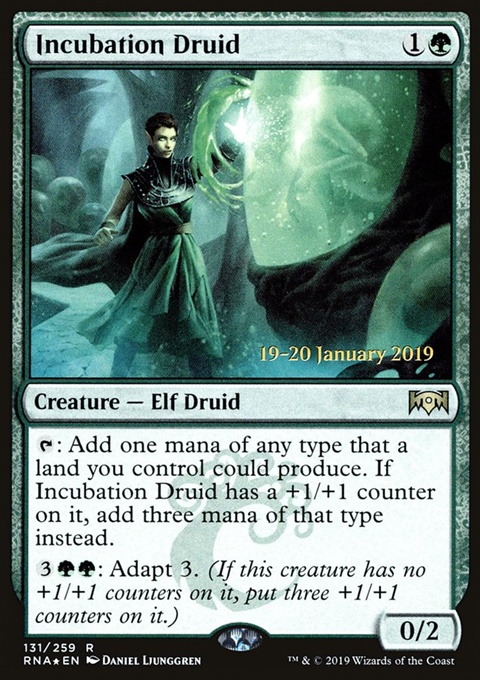 Incubation Druid 1
19–20 January 2019
Creature — Elf Druid
: Add one mana of any type that a
land you control could produce. If
Incubation Druid has a +1/+1 counter
on it, add three mana of that type
instead.
3: Adapt 3. (If this creature has no
+1/+1 counters on it, put three +1/+1
counters on it.)
0/2
131/259 R
RNA★EN Daniel Ljunggren
™ & © 2019 Wizards of the Coast